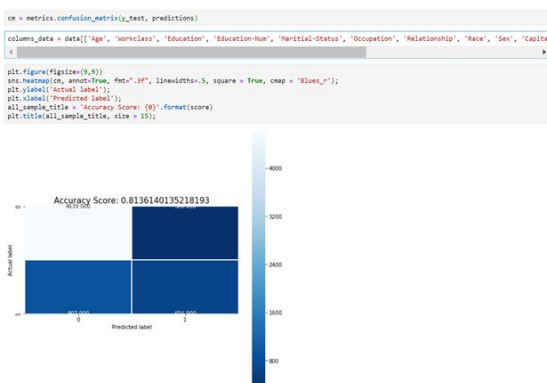 cm = metrics.confusion_matrix(y_test, predictions)
columns_data = data[['Age', 'Workclass', 'Education', 'Education-Num', 'Maritial-Status', 'Occupation', 'Relationship', 'Race', 'Sex', 'Capita
plt.figure(figsize=(9,9))
sns.heatmap(cm, annot=True, fmt=".3f", linewidths=.5, square = True, cmap = 'Blues_r');
plt.ylabel('Actual label');
plt.xlabel('Predicted label');
all_sample_title = 'Accuracy Score: {0}'.format(score)
plt.title(all_sample_title, size = 15);
Accuracy Score: 0.8136140135218193
4639.000
0
Actual label
1
0
1
Predicted label
4000
3200
2400
1600
800